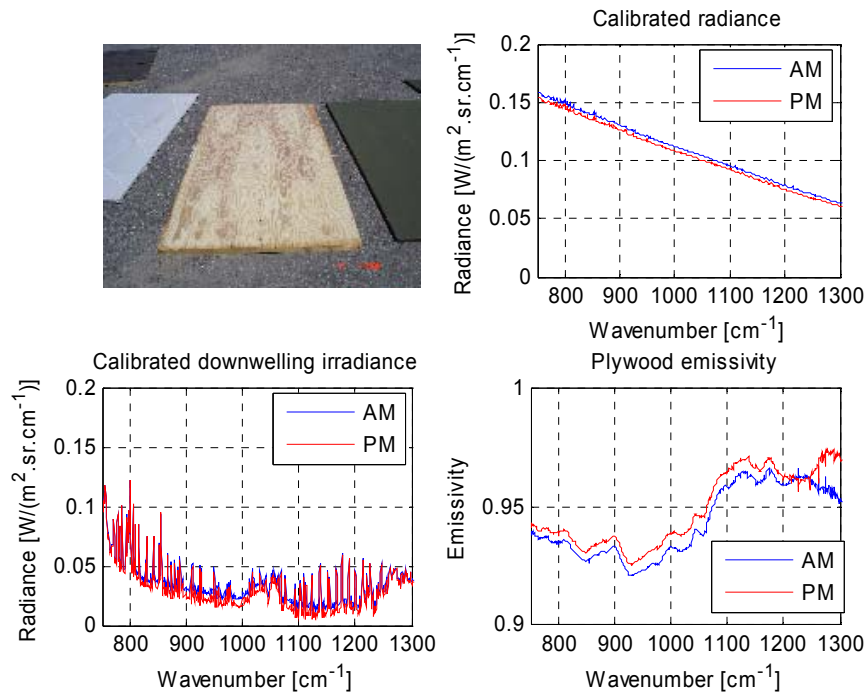 Calibrated radiance
Radiance [W/(m².sr.cm⁻¹)]
0.2
0.15
0.1
0.05
0
AM
PM
800 900 1000 1100 1200 1300
Wavenumber [cm⁻¹]
Calibrated downwelling irradiance
Radiance [W/(m².sr.cm⁻¹)]
0.2
0.15
0.1
0.05
0
AM
PM
800 900 1000 1100 1200 1300
Wavenumber [cm⁻¹]
Plywood emissivity
Emissivity
1
0.95
0.9
AM
PM
800 900 1000 1100 1200 1300
Wavenumber [cm⁻¹]